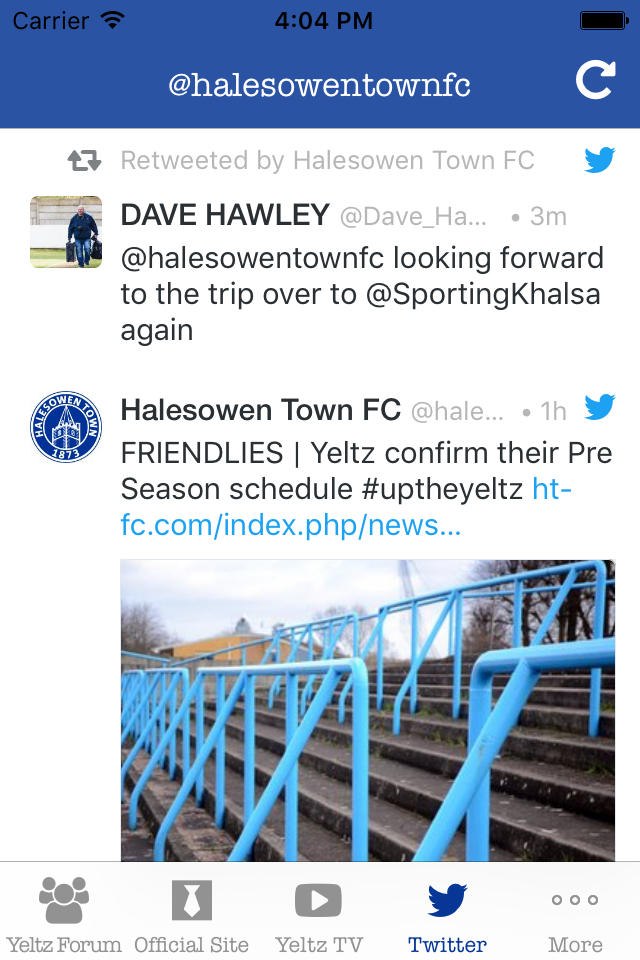 Carrier 4:04 PM
@halesowentownfc
Retweeted by Halesowen Town FC
DAVE HAWLEY @Dave_Ha... • 3m
@halesowentownfc looking forward
to the trip over to @SportingKhalsa
again
HALESOWEN TOWN
1873
Halesowen Town FC @hale... • 1h
FRIENDLIES | Yeltz confirm their Pre
Season schedule #uptheyeltz ht-
fc.com/index.php/news...
Yeltz Forum Official Site Yeltz TV Twitter More